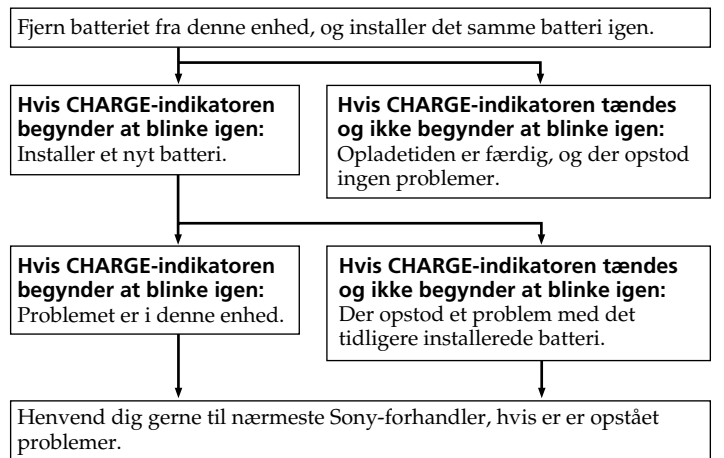 Fjern batteriet fra denne enhed, og installer det samme batteri igen.
Hvis CHARGE-indikatoren
begynder at blinke igen:
Installer et nyt batteri.
Hvis CHARGE-indikatoren tændes
og ikke begynder at blinke igen:
Opladetiden er færdig, og der opstod
ingen problemer.
Hvis CHARGE-indikatoren
begynder at blinke igen:
Problemet er i denne enhed.
Hvis CHARGE-indikatoren tændes
og ikke begynder at blinke igen:
Der opstod et problem med det
tidligere installerede batteri.
Henvend dig gerne til nærmeste Sony-forhandler, hvis er er opstået
problemer.